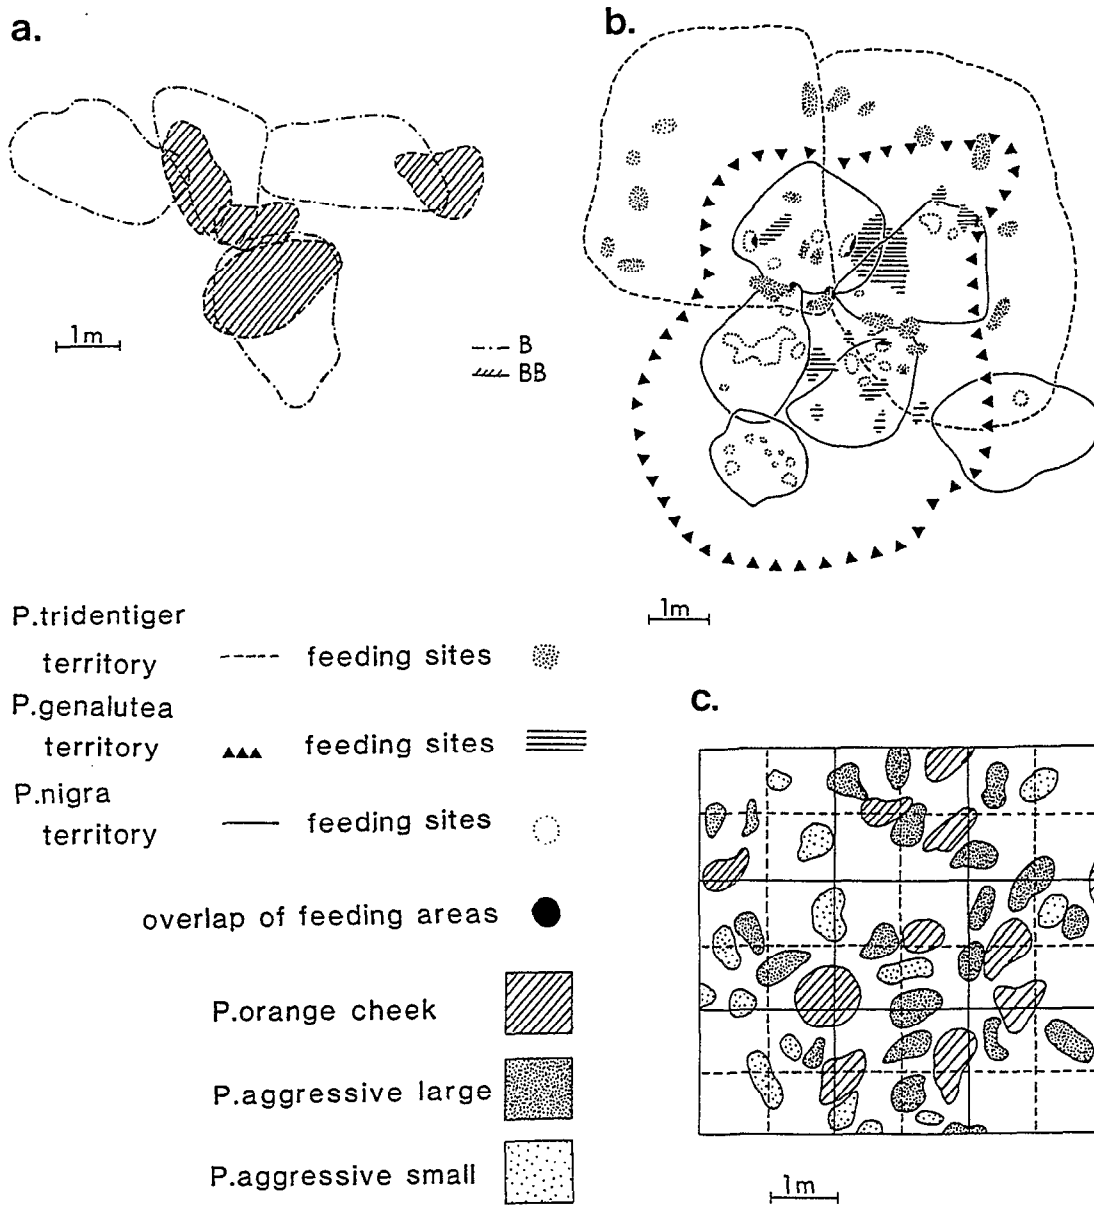 a.
b.
1m
B
BB
1m
P.tridentiger
territory feeding sites
P.genalutea
territory feeding sites
P.nigra
territory feeding sites
overlap of feeding areas
P.orange cheek
P.aggressive large
P.aggressive small
c.
1m